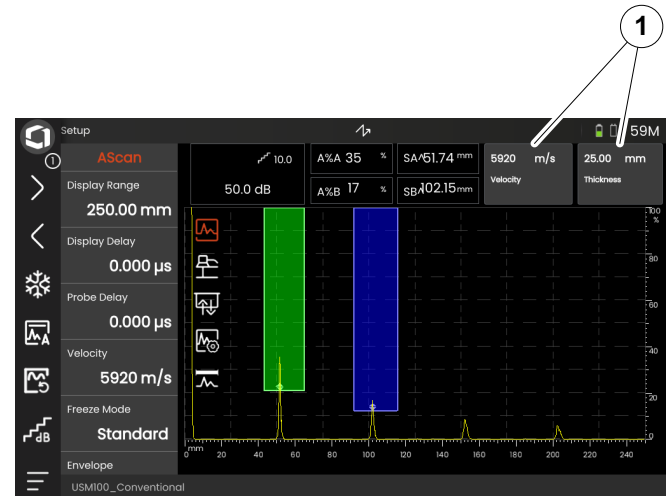 1
Setup
59M
1
AScan
10.0
50.0 dB
A%A 35 %
A%B 17 %
SA^51.74 mm
SB^102.15 mm
5920 m/s
Velocity
25.00 mm
Thickness
Display Range
250.00 mm
Display Delay
0.000 µs
Probe Delay
0.000 µs
Velocity
5920 m/s
Freeze Mode
Standard
Envelope
A
dB
100
%
80
60
40
20
0
mm
0 20 40 60 80 100 120 140 160 180 200 220 240
USM100_Conventional